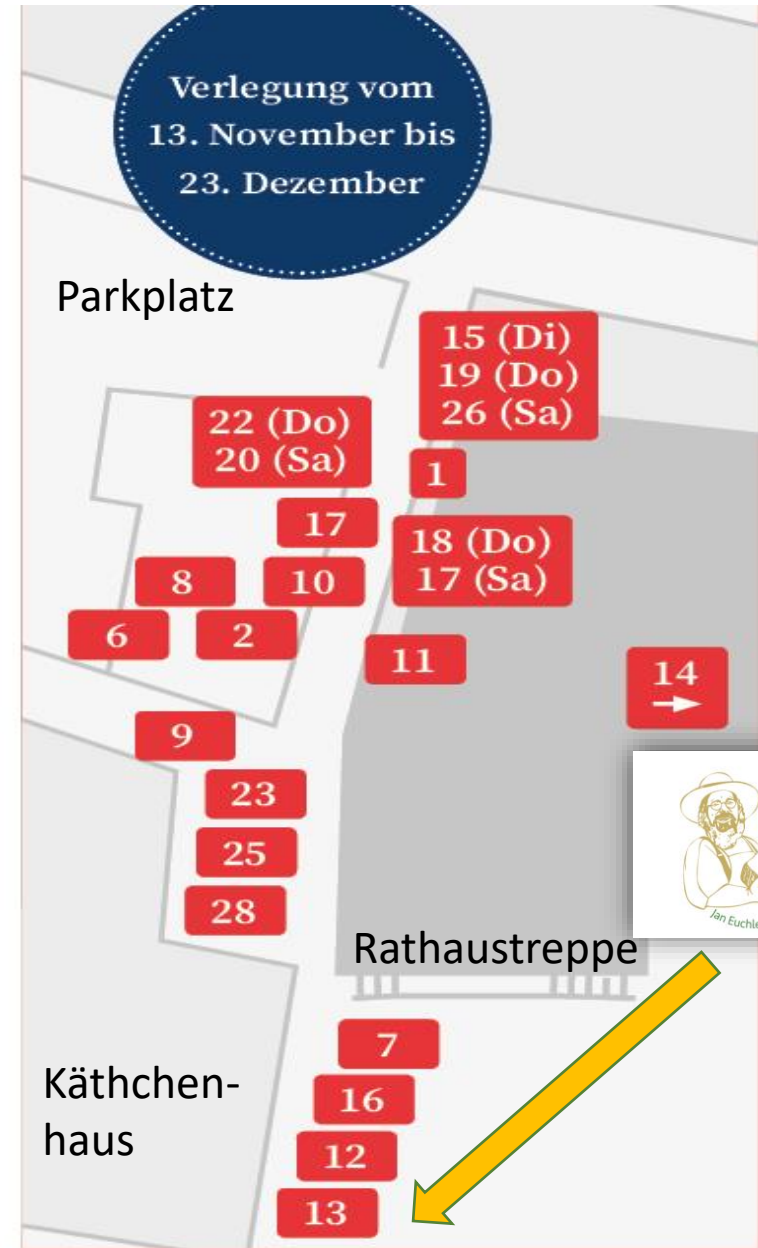 Verlegung vom
13. November bis
23. Dezember
Parkplatz
15 (Di)
19 (Do)
26 (Sa)
22 (Do)
20 (Sa)
1
17
18 (Do)
17 (Sa)
8
10
6
2
11
14
9
23
25
28
Jan
Rathaustreppe
7
Käthchen-
haus
16
12
13